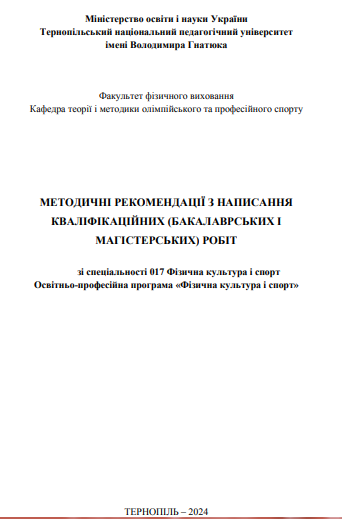 Міністерство освіти і науки України
Тернопільський національний педагогічний університет
імені Володимира Гнатюка
Факультет фізичного виховання
Кафедра теорії і методики олімпійського та професійного спорту
МЕТОДИЧНІ РЕКОМЕНДАЦІЇ З НАПИСАННЯ
КВАЛІФІКАЦІЙНИХ (БАКАЛАВРСЬКИХ І
МАГІСТЕРСЬКИХ) РОБІТ
зі спеціальності 017 Фізична культура і спорт
Освітньо-професійна програма «Фізична культура і спорт»
ТЕРНОПІЛЬ – 2024